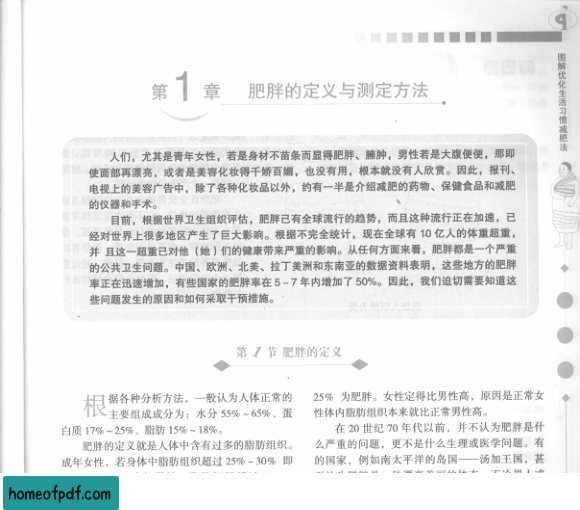 图解优化生活习惯减肥法
第1章 肥胖的定义与测定方法
人们，尤其是青年女性，若是身材不苗条而显得肥胖、臃肿，男性若是大腹便便，那即
使面部再漂亮，或者是美容化妆得千娇百媚，也没有用，根本就没有人欣赏。因此，报刊、
电视上的美容广告中，除了各种化妆品以外，约有一半是介绍减肥的药物、保健食品和减肥
的仪器和手术。
目前，根据世界卫生组织评估，肥胖已有全球流行的趋势，而且这种流行正在加速，已
经对世界上很多地区产生了巨大影响。根据不完全统计，现在全球有 10 亿人的体重超重，
并 且这一超重已对他（她）们的健康带来严重的影响。从任何方面来看，肥胖都是一个严重
的公共卫生问题。中国、欧洲、北美、拉丁美洲和东南亚的数据资料表明，这些地方的肥胖
率正在迅速增加，有些国家的肥胖率在 5～7 年内增加了 50%。因此，我们迫切需要知道这
些问题发生的原因和如何采取干预措施。
第1节 肥胖的定义
根据各种分析方法，一般认为人体正常的
主要组成成分为：水分 55%～65%、蛋
白质 17%～25%、脂肪 15%～18%。
肥胖的定义就是人体中含有过多的脂肪组织。
成年女性，若身体中脂肪组织超过 25%～30% 即
25% 为肥胖。女性定得比男性高，原因是正常女
性体内脂肪组织本来就比正常男性高。
在 20 世纪 70 年代以前，并不认为肥胖是什
么严重的问题，更不是什么生理或医学问题。有
的国家，例如南太平洋的岛国——汤加王国，甚
homeofpdf.com